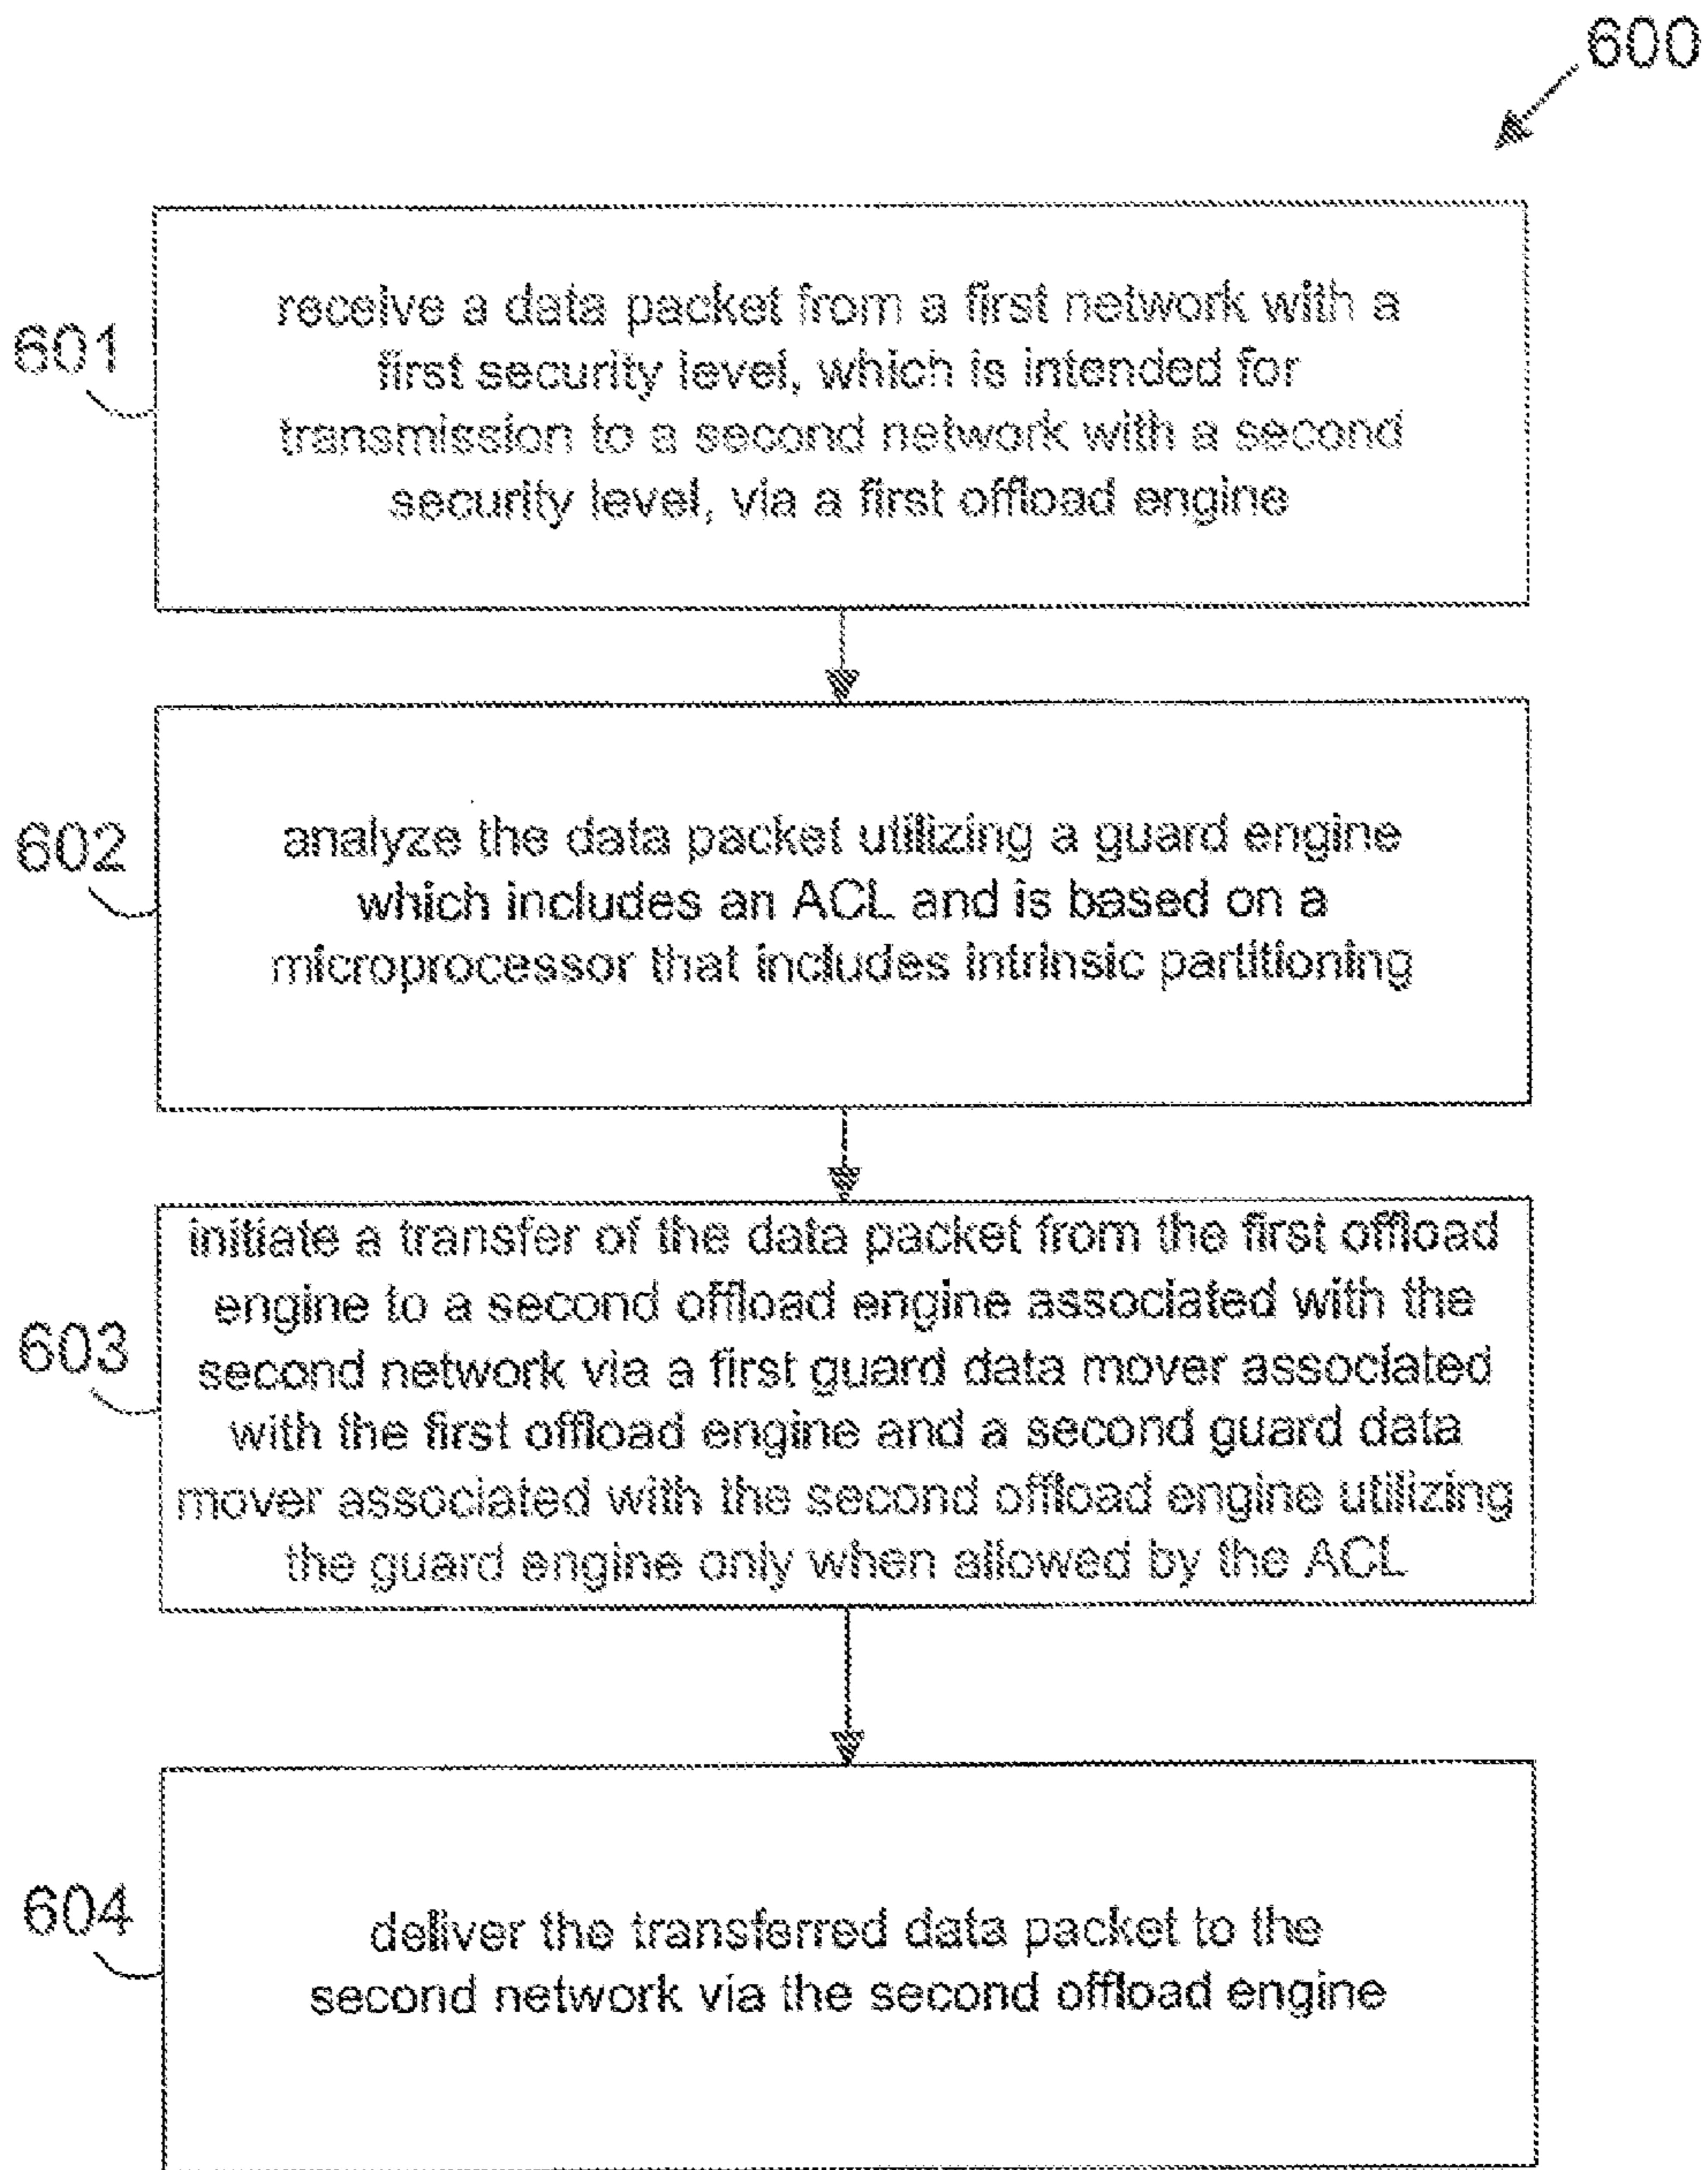 600
601
receive a data packet from a first network with a
first security level, which is intended for
transmission to a second network with a second
security level, via a first offload engine
602
analyze the data packet utilizing a guard engine
which includes an ACL and is based on a
microprocessor that includes intrinsic partitioning
603
initiate a transfer of the data packet from the first offload
engine to a second offload engine associated with the
second network via a first guard data mover associated
with the first offload engine and a second guard data
mover associated with the second offload engine utilizing
the guard engine only when allowed by the ACL
604
deliver the transferred data packet to the
second network via the second offload engine